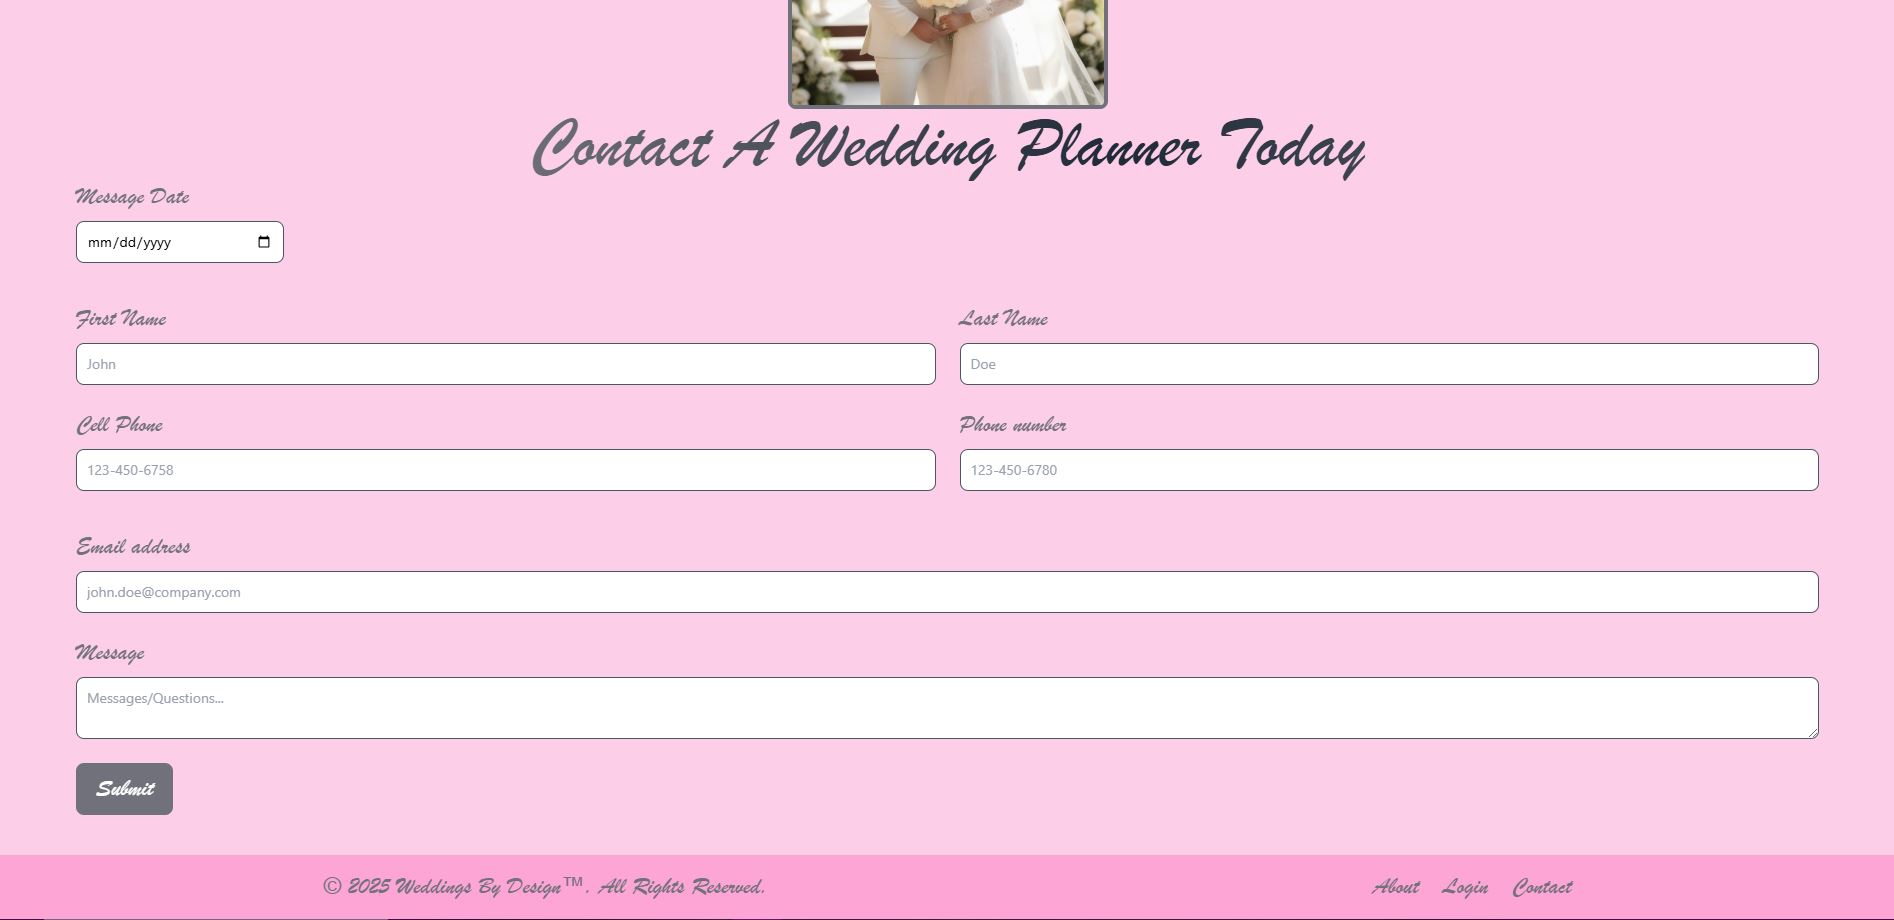 Contact A Wedding Planner Today
Message Date
mm/dd/yyyy
First Name
Last Name
John
Doe
Cell Phone
Phone number
123-450-6758
123-450-6780
Email address
john.doe@company.com
Message
Messages/Questions...
Submit
© 2025 Weddings By Design™. All Rights Reserved.
About Login Contact